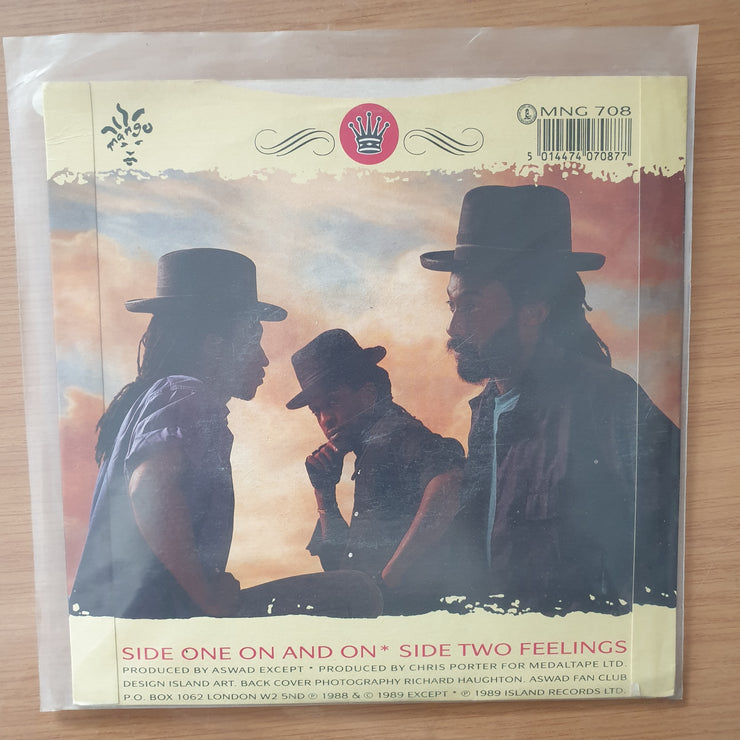 mango
MNG 708
5 014474 070877
SIDE ONE ON AND ON* SIDE TWO FEELINGS
PRODUCED BY ASWAD EXCEPT * PRODUCED BY CHRIS PORTER FOR MEDALTAPE LTD.
DESIGN ISLAND ART. BACK COVER PHOTOGRAPHY RICHARD HAUGHTON. ASWAD FAN CLUB
P.O. BOX 1062 LONDON W2 5ND ℗ 1988 & © 1989 EXCEPT * ℗ 1989 ISLAND RECORDS LTD.